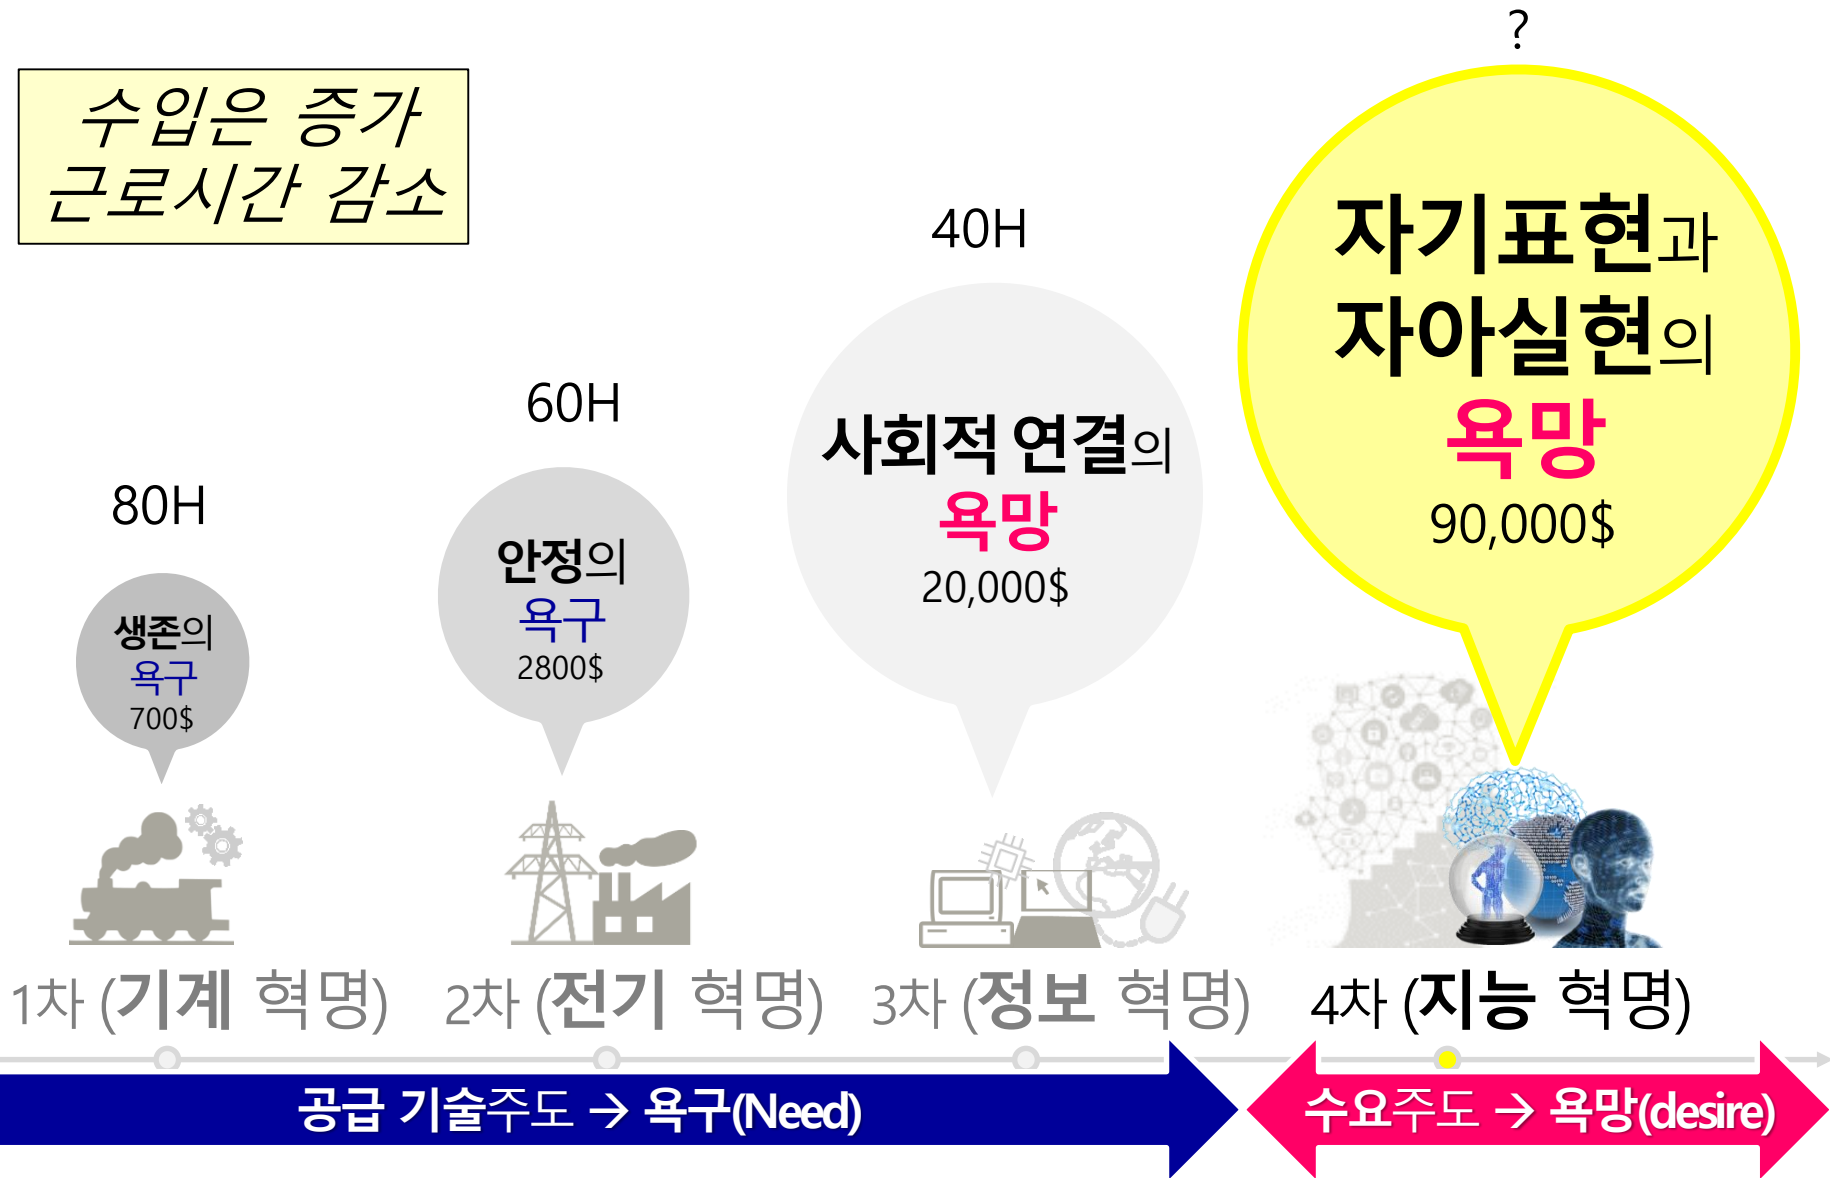 수입은 증가
근로시간 감소
80H
생존의
욕구
700$
60H
안정의
욕구
2800$
40H
사회적 연결의
욕망
20,000$
?
자기표현과
자아실현의
욕망
90,000$
1차 (기계 혁명)
2차 (전기 혁명)
3차 (정보 혁명)
4차 (지능 혁명)
공급 기술주도 → 욕구(Need)
수요주도 → 욕망(desire)